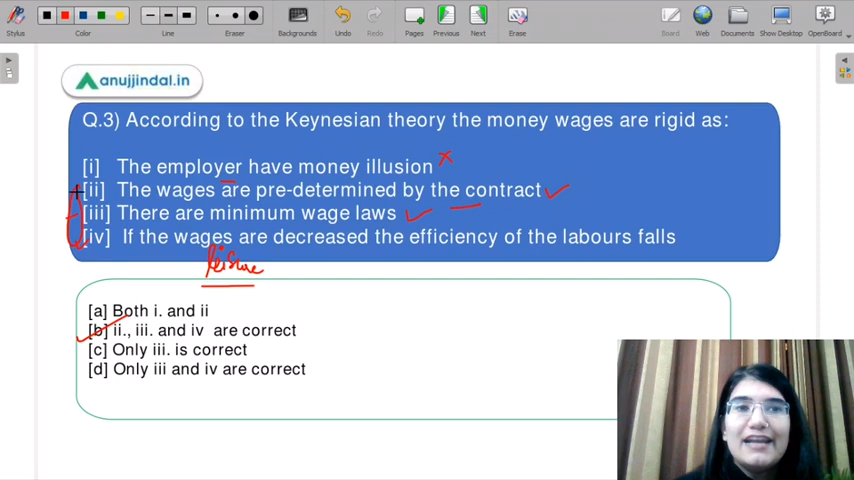 Stylus
Color
Line
Eraser
Backgrounds
Undo
Redo
Pages
Previous
Next
Erase
Board
Web
Documents
Show Desktop
OpenBoard
anujjindal.in
Q.3) According to the Keynesian theory the money wages are rigid as:
[i] The employer have money illusion
[ii] The wages are pre-determined by the contract
[iii] There are minimum wage laws
[iv] If the wages are decreased the efficiency of the labours falls
leisure
[a] Both i. and ii
[b] ii., iii. and iv are correct
[c] Only iii. is correct
[d] Only iii and iv are correct